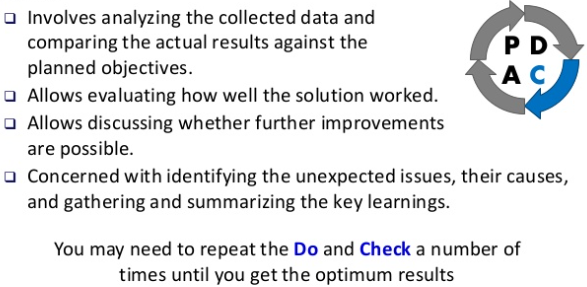 Involves analyzing the collected data and
comparing the actual results against the
planned objectives.
Allows evaluating how well the solution worked.
Allows discussing whether further improvements
are possible.
Concerned with identifying the unexpected issues, their causes,
and gathering and summarizing the key learnings.
P D
A C
You may need to repeat the Do and Check a number of
times until you get the optimum results